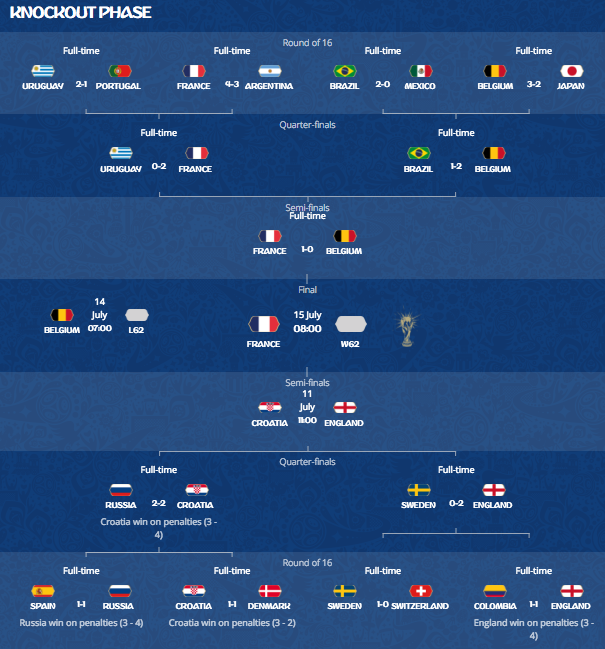 KNOCKOUT PHASE
Round of 16
Full-time Full-time Full-time Full-time
URUGUAY 2-1 PORTUGAL FRANCE 4-3 ARGENTINA BRAZIL 2-0 MEXICO BELGIUM 3-2 JAPAN
Quarter-finals
Full-time Full-time
URUGUAY 0-2 FRANCE BRAZIL 1-2 BELGIUM
Semi-finals
Full-time
FRANCE 1-0 BELGIUM
Final
14
July
07:00
BELGIUM L62
15 July
08:00
FRANCE W62
Semi-finals
11
July
11:00
CROATIA ENGLAND
Quarter-finals
Full-time Full-time
RUSSIA 2-2 CROATIA SWEDEN 0-2 ENGLAND
Croatia win on penalties (3 -
4)
Round of 16
Full-time Full-time Full-time Full-time
SPAIN 1-1 RUSSIA CROATIA 1-1 DENMARK SWEDEN 1-0 SWITZERLAND COLOMBIA 1-1 ENGLAND
Russia win on penalties (3 - 4) Croatia win on penalties (3 - 2) England win on penalties (3 -
4)